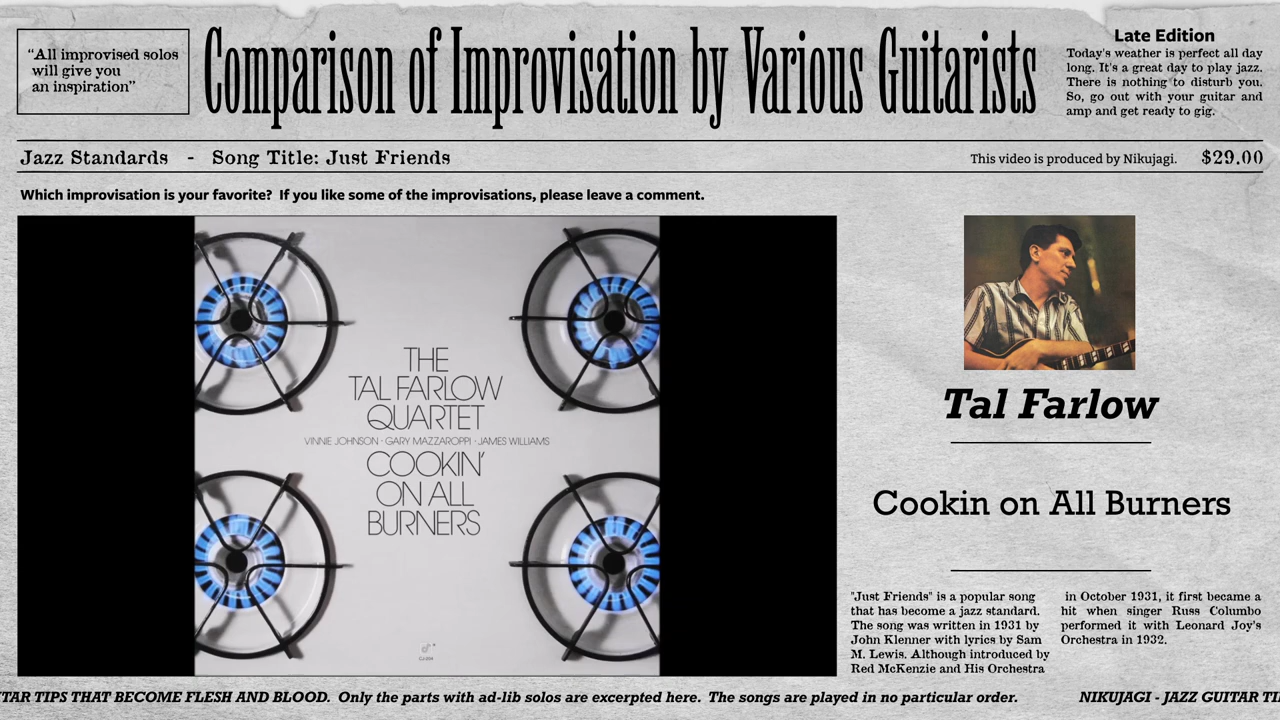 “All improvised solos
will give you
an inspiration”
Comparison of Improvisation by Various Guitarists
Late Edition
Today's weather is perfect all day
long. It's a great day to play jazz.
There is nothing to disturb you.
So, go out with your guitar and
amp and get ready to gig.
Jazz Standards - Song Title: Just Friends
This video is produced by Nikujagi. $29.00
Which improvisation is your favorite? If you like some of the improvisations, please leave a comment.
THE
TAL FARLOW
QUARTET
VINNIE JOHNSON · GARY MAZZAROPPI · JAMES WILLIAMS
COOKIN'
ON ALL
BURNERS
CJ-204
Tal Farlow
Cookin on All Burners
"Just Friends" is a popular song
that has become a jazz standard.
The song was written in 1931 by
John Klenner with lyrics by Sam
M. Lewis. Although introduced by
Red McKenzie and His Orchestra
in October 1931, it first became a
hit when singer Russ Columbo
performed it with Leonard Joy's
Orchestra in 1932.
TAR TIPS THAT BECOME FLESH AND BLOOD. Only the parts with ad-lib solos are excerpted here. The songs are played in no particular order. NIKUJAGI - JAZZ GUITAR TI